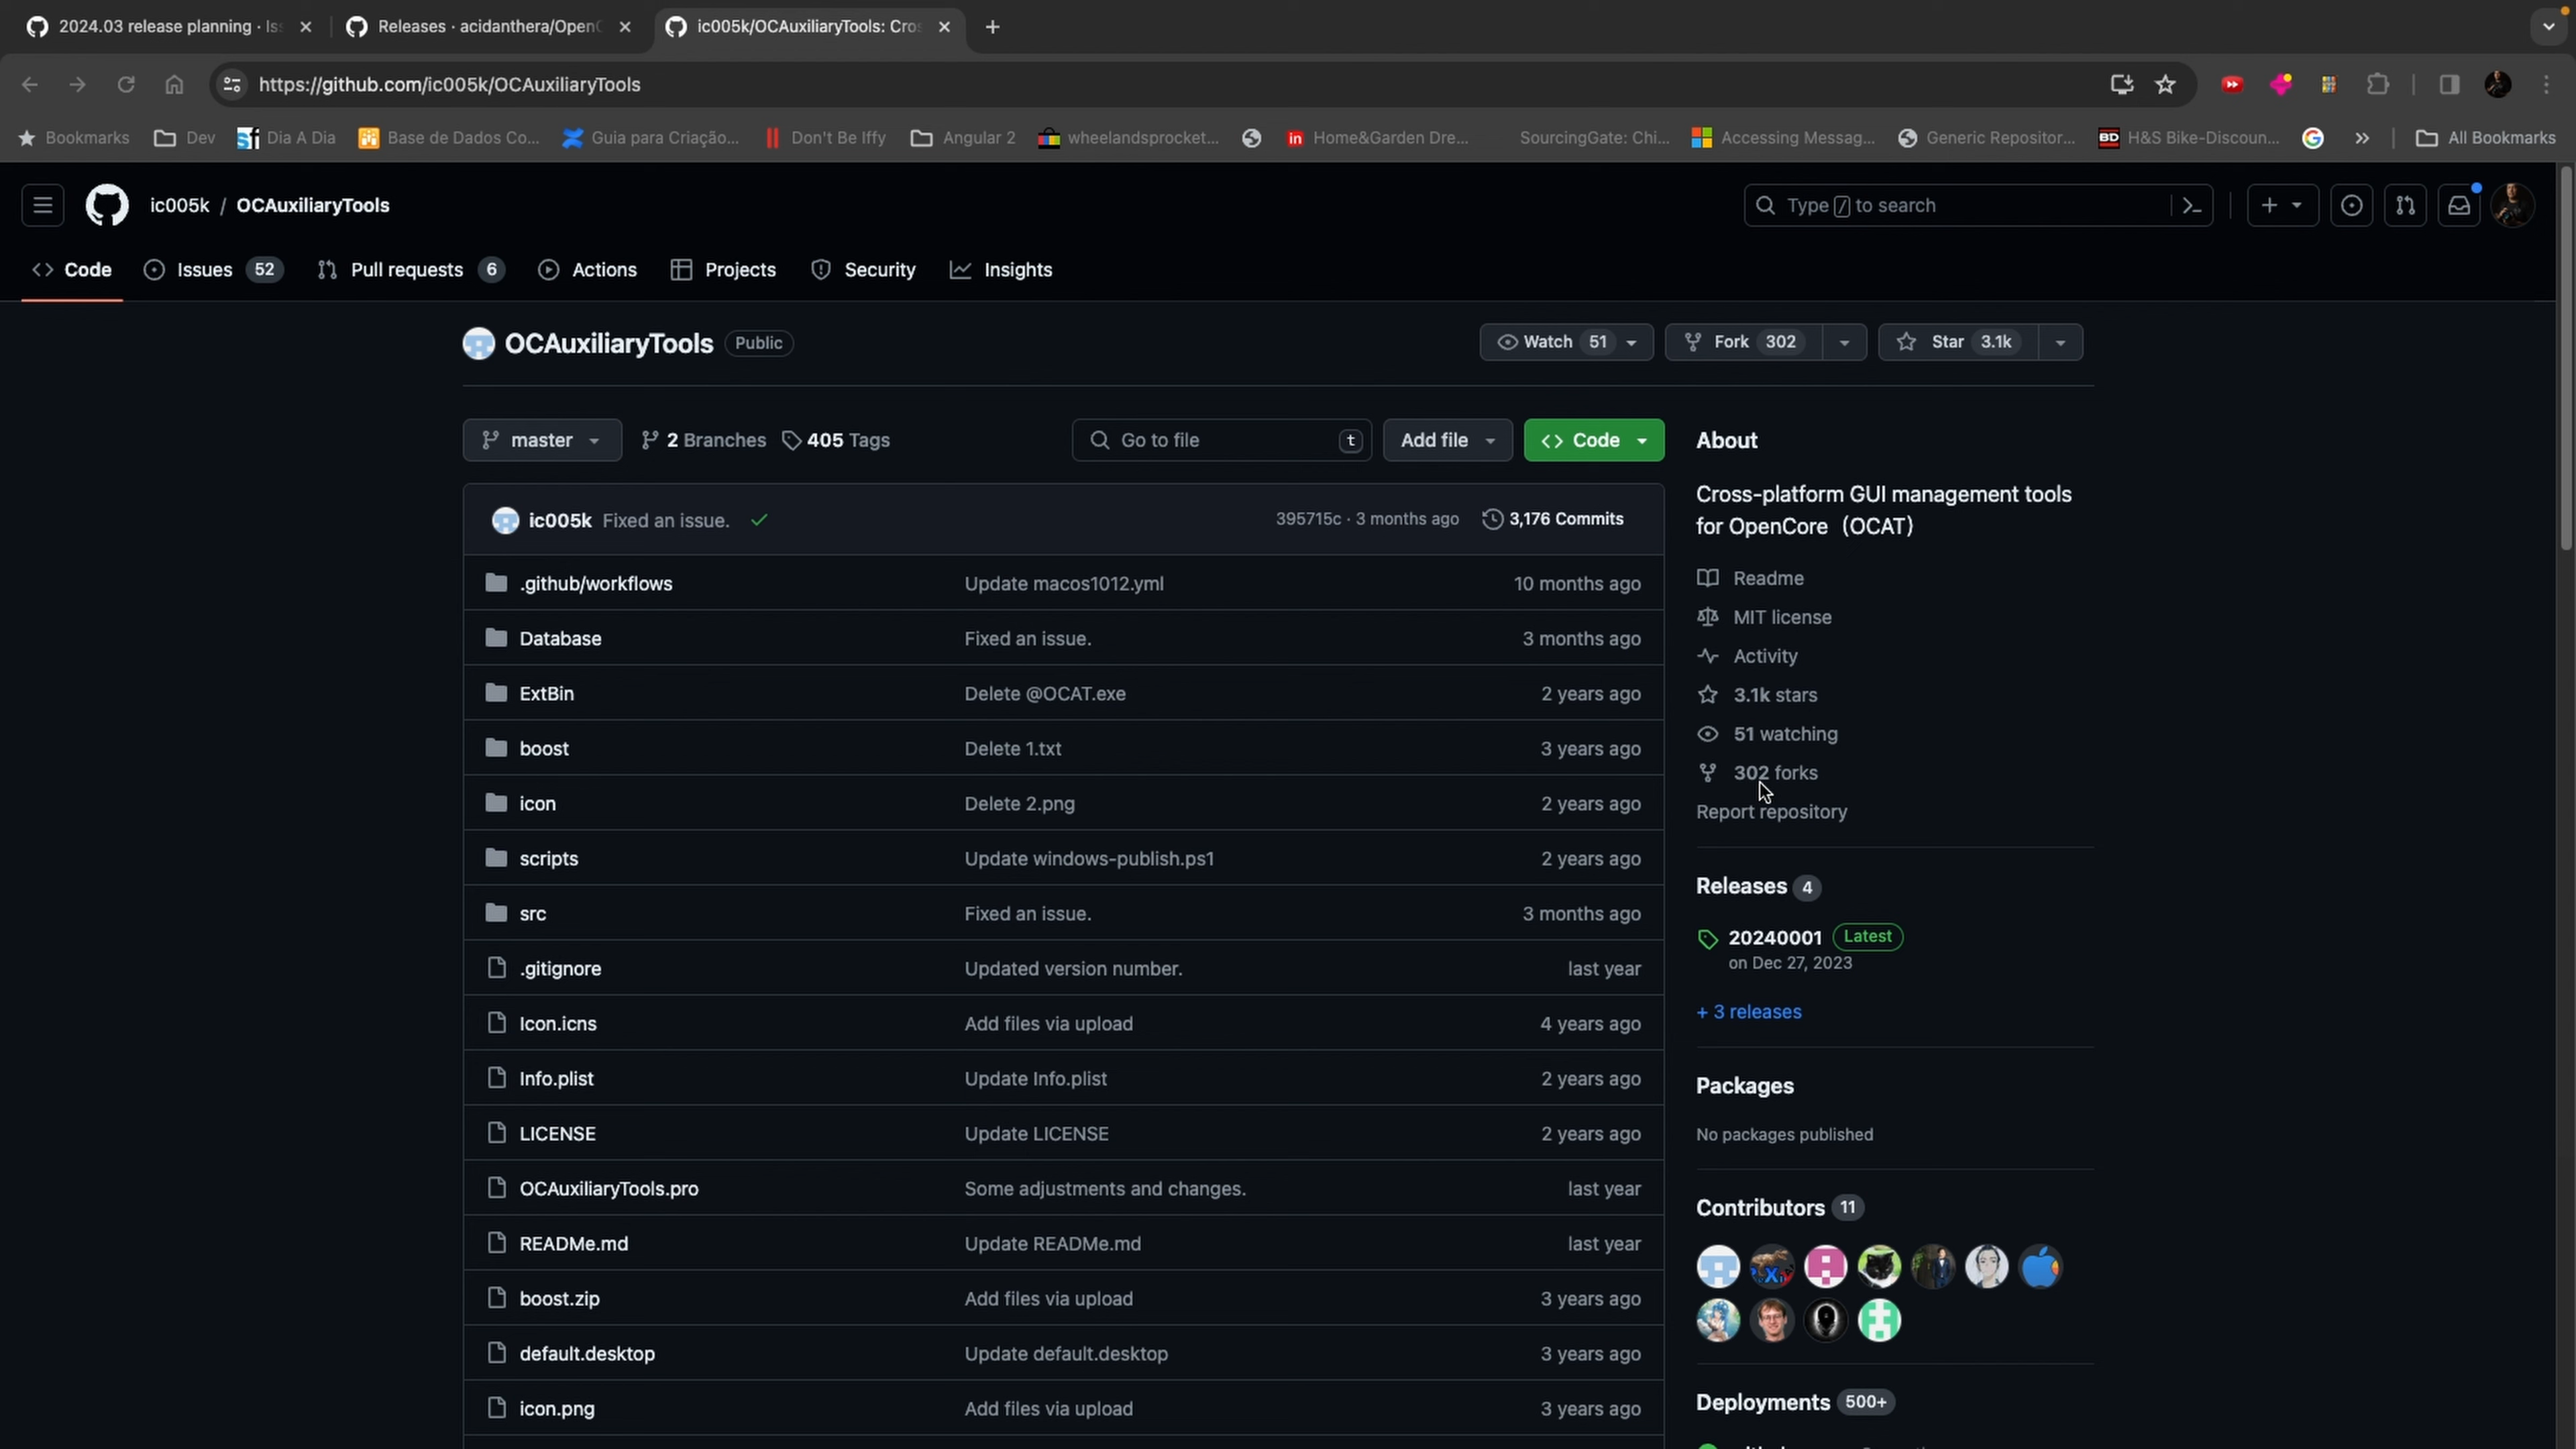 2024.03 release planning · Iss
Releases · acidanthera/OpenC
ic005k/OCAuxiliaryTools: Cros
https://github.com/ic005k/OCAuxiliaryTools
Bookmarks
Dev
Dia A Dia
Base de Dados Co...
Guia para Criação...
Don't Be Iffy
Angular 2
wheelandsprocket...
Home&Garden Dre...
SourcingGate: Chi...
Accessing Messag...
Generic Repositor...
H&S Bike-Discoun...
All Bookmarks
ic005k / OCAuxiliaryTools
Type / to search
Code
Issues 52
Pull requests 6
Actions
Projects
Security
Insights
OCAuxiliaryTools Public
Watch 51
Fork 302
Star 3.1k
master
2 Branches
405 Tags
Go to file t
Add file
Code
ic005k Fixed an issue. 395715c · 3 months ago 3,176 Commits
.github/workflows Update macos1012.yml 10 months ago
Database Fixed an issue. 3 months ago
ExtBin Delete @OCAT.exe 2 years ago
boost Delete 1.txt 3 years ago
icon Delete 2.png 2 years ago
scripts Update windows-publish.ps1 2 years ago
src Fixed an issue. 3 months ago
.gitignore Updated version number. last year
Icon.icns Add files via upload 4 years ago
Info.plist Update Info.plist 2 years ago
LICENSE Update LICENSE 2 years ago
OCAuxiliaryTools.pro Some adjustments and changes. last year
READMe.md Update READMe.md last year
boost.zip Add files via upload 3 years ago
default.desktop Update default.desktop 3 years ago
icon.png Add files via upload 3 years ago
About
Cross-platform GUI management tools
for OpenCore（OCAT）
Readme
MIT license
Activity
3.1k stars
51 watching
302 forks
Report repository
Releases 4
20240001 Latest
on Dec 27, 2023
+ 3 releases
Packages
No packages published
Contributors 11
Deployments 500+